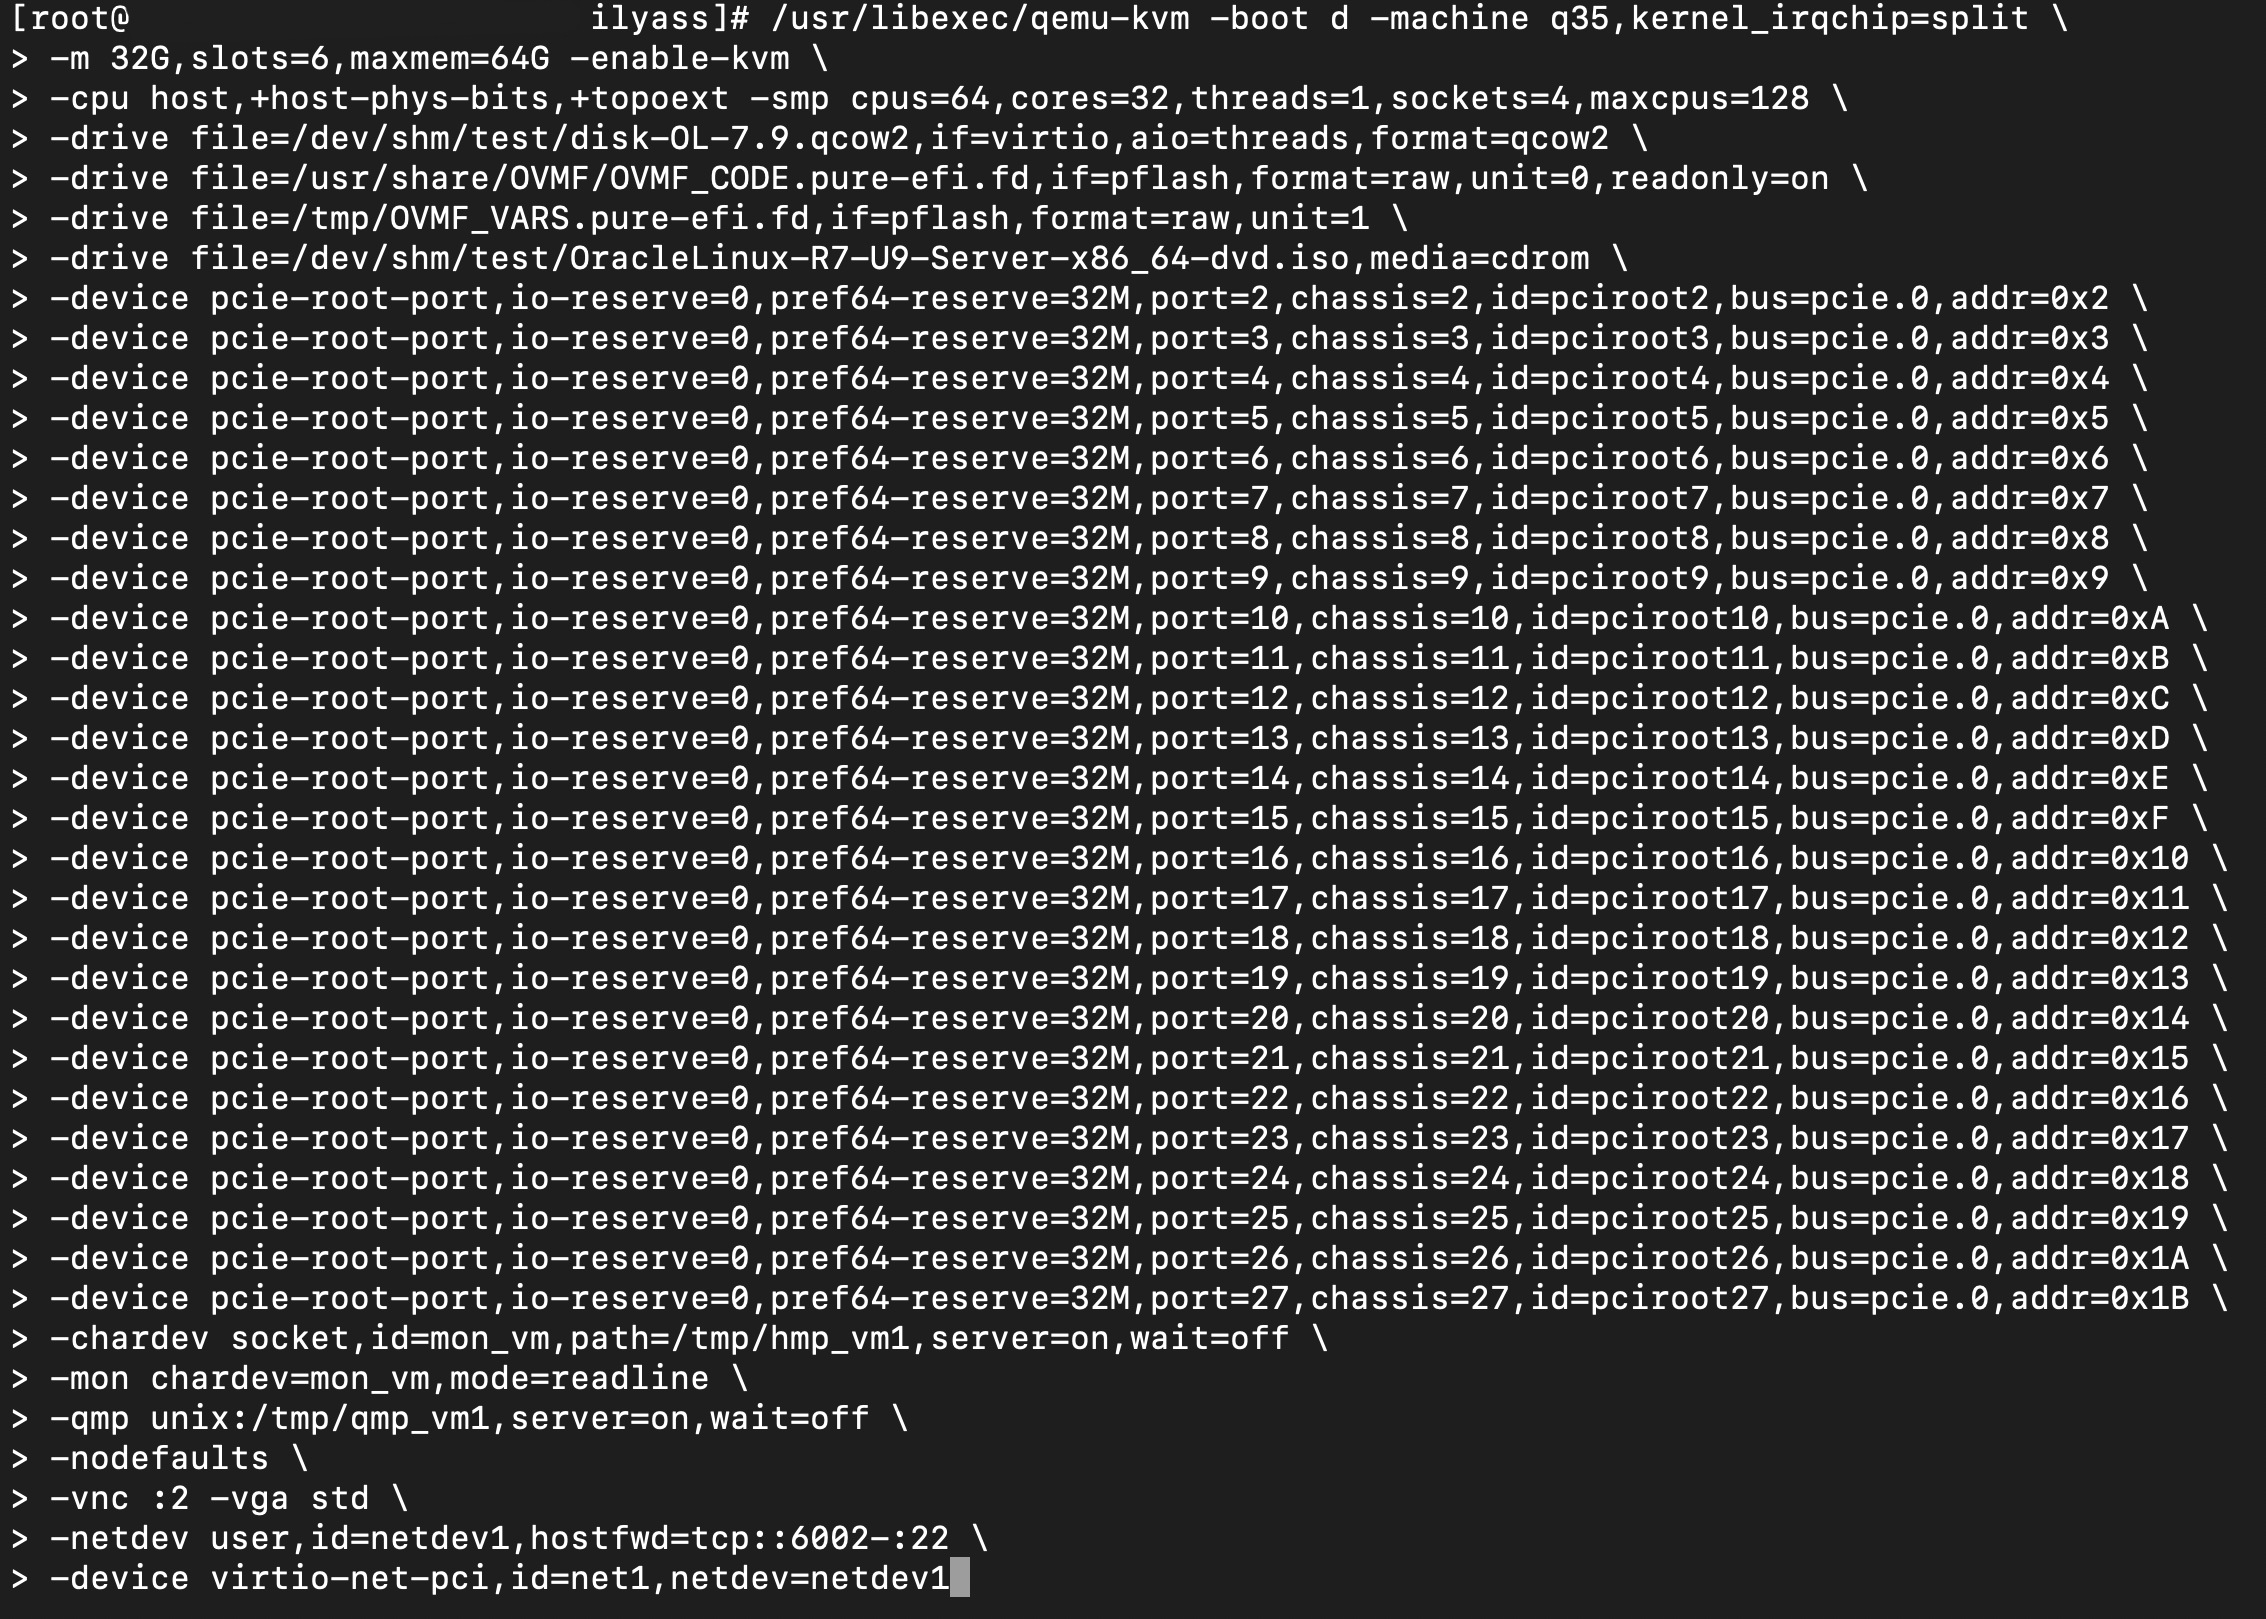 [root@ ilyass]# /usr/libexec/qemu-kvm -boot d -machine q35,kernel_irqchip=split \
> -m 32G,slots=6,maxmem=64G -enable-kvm \
> -cpu host,+host-phys-bits,+topoext -smp cpus=64,cores=32,threads=1,sockets=4,maxcpus=128 \
> -drive file=/dev/shm/test/disk-OL-7.9.qcow2,if=virtio,aio=threads,format=qcow2 \
> -drive file=/usr/share/OVMF/OVMF_CODE.pure-efi.fd,if=pflash,format=raw,unit=0,readonly=on \
> -drive file=/tmp/OVMF_VARS.pure-efi.fd,if=pflash,format=raw,unit=1 \
> -drive file=/dev/shm/test/OracleLinux-R7-U9-Server-x86_64-dvd.iso,media=cdrom \
> -device pcie-root-port,io-reserve=0,pref64-reserve=32M,port=2,chassis=2,id=pciroot2,bus=pcie.0,addr=0x2 \
> -device pcie-root-port,io-reserve=0,pref64-reserve=32M,port=3,chassis=3,id=pciroot3,bus=pcie.0,addr=0x3 \
> -device pcie-root-port,io-reserve=0,pref64-reserve=32M,port=4,chassis=4,id=pciroot4,bus=pcie.0,addr=0x4 \
> -device pcie-root-port,io-reserve=0,pref64-reserve=32M,port=5,chassis=5,id=pciroot5,bus=pcie.0,addr=0x5 \
> -device pcie-root-port,io-reserve=0,pref64-reserve=32M,port=6,chassis=6,id=pciroot6,bus=pcie.0,addr=0x6 \
> -device pcie-root-port,io-reserve=0,pref64-reserve=32M,port=7,chassis=7,id=pciroot7,bus=pcie.0,addr=0x7 \
> -device pcie-root-port,io-reserve=0,pref64-reserve=32M,port=8,chassis=8,id=pciroot8,bus=pcie.0,addr=0x8 \
> -device pcie-root-port,io-reserve=0,pref64-reserve=32M,port=9,chassis=9,id=pciroot9,bus=pcie.0,addr=0x9 \
> -device pcie-root-port,io-reserve=0,pref64-reserve=32M,port=10,chassis=10,id=pciroot10,bus=pcie.0,addr=0xA \
> -device pcie-root-port,io-reserve=0,pref64-reserve=32M,port=11,chassis=11,id=pciroot11,bus=pcie.0,addr=0xB \
> -device pcie-root-port,io-reserve=0,pref64-reserve=32M,port=12,chassis=12,id=pciroot12,bus=pcie.0,addr=0xC \
> -device pcie-root-port,io-reserve=0,pref64-reserve=32M,port=13,chassis=13,id=pciroot13,bus=pcie.0,addr=0xD \
> -device pcie-root-port,io-reserve=0,pref64-reserve=32M,port=14,chassis=14,id=pciroot14,bus=pcie.0,addr=0xE \
> -device pcie-root-port,io-reserve=0,pref64-reserve=32M,port=15,chassis=15,id=pciroot15,bus=pcie.0,addr=0xF \
> -device pcie-root-port,io-reserve=0,pref64-reserve=32M,port=16,chassis=16,id=pciroot16,bus=pcie.0,addr=0x10 \
> -device pcie-root-port,io-reserve=0,pref64-reserve=32M,port=17,chassis=17,id=pciroot17,bus=pcie.0,addr=0x11 \
> -device pcie-root-port,io-reserve=0,pref64-reserve=32M,port=18,chassis=18,id=pciroot18,bus=pcie.0,addr=0x12 \
> -device pcie-root-port,io-reserve=0,pref64-reserve=32M,port=19,chassis=19,id=pciroot19,bus=pcie.0,addr=0x13 \
> -device pcie-root-port,io-reserve=0,pref64-reserve=32M,port=20,chassis=20,id=pciroot20,bus=pcie.0,addr=0x14 \
> -device pcie-root-port,io-reserve=0,pref64-reserve=32M,port=21,chassis=21,id=pciroot21,bus=pcie.0,addr=0x15 \
> -device pcie-root-port,io-reserve=0,pref64-reserve=32M,port=22,chassis=22,id=pciroot22,bus=pcie.0,addr=0x16 \
> -device pcie-root-port,io-reserve=0,pref64-reserve=32M,port=23,chassis=23,id=pciroot23,bus=pcie.0,addr=0x17 \
> -device pcie-root-port,io-reserve=0,pref64-reserve=32M,port=24,chassis=24,id=pciroot24,bus=pcie.0,addr=0x18 \
> -device pcie-root-port,io-reserve=0,pref64-reserve=32M,port=25,chassis=25,id=pciroot25,bus=pcie.0,addr=0x19 \
> -device pcie-root-port,io-reserve=0,pref64-reserve=32M,port=26,chassis=26,id=pciroot26,bus=pcie.0,addr=0x1A \
> -device pcie-root-port,io-reserve=0,pref64-reserve=32M,port=27,chassis=27,id=pciroot27,bus=pcie.0,addr=0x1B \
> -chardev socket,id=mon_vm,path=/tmp/hmp_vm1,server=on,wait=off \
> -mon chardev=mon_vm,mode=readline \
> -qmp unix:/tmp/qmp_vm1,server=on,wait=off \
> -nodefaults \
> -vnc :2 -vga std \
> -netdev user,id=netdev1,hostfwd=tcp::6002-:22 \
> -device virtio-net-pci,id=net1,netdev=netdev1